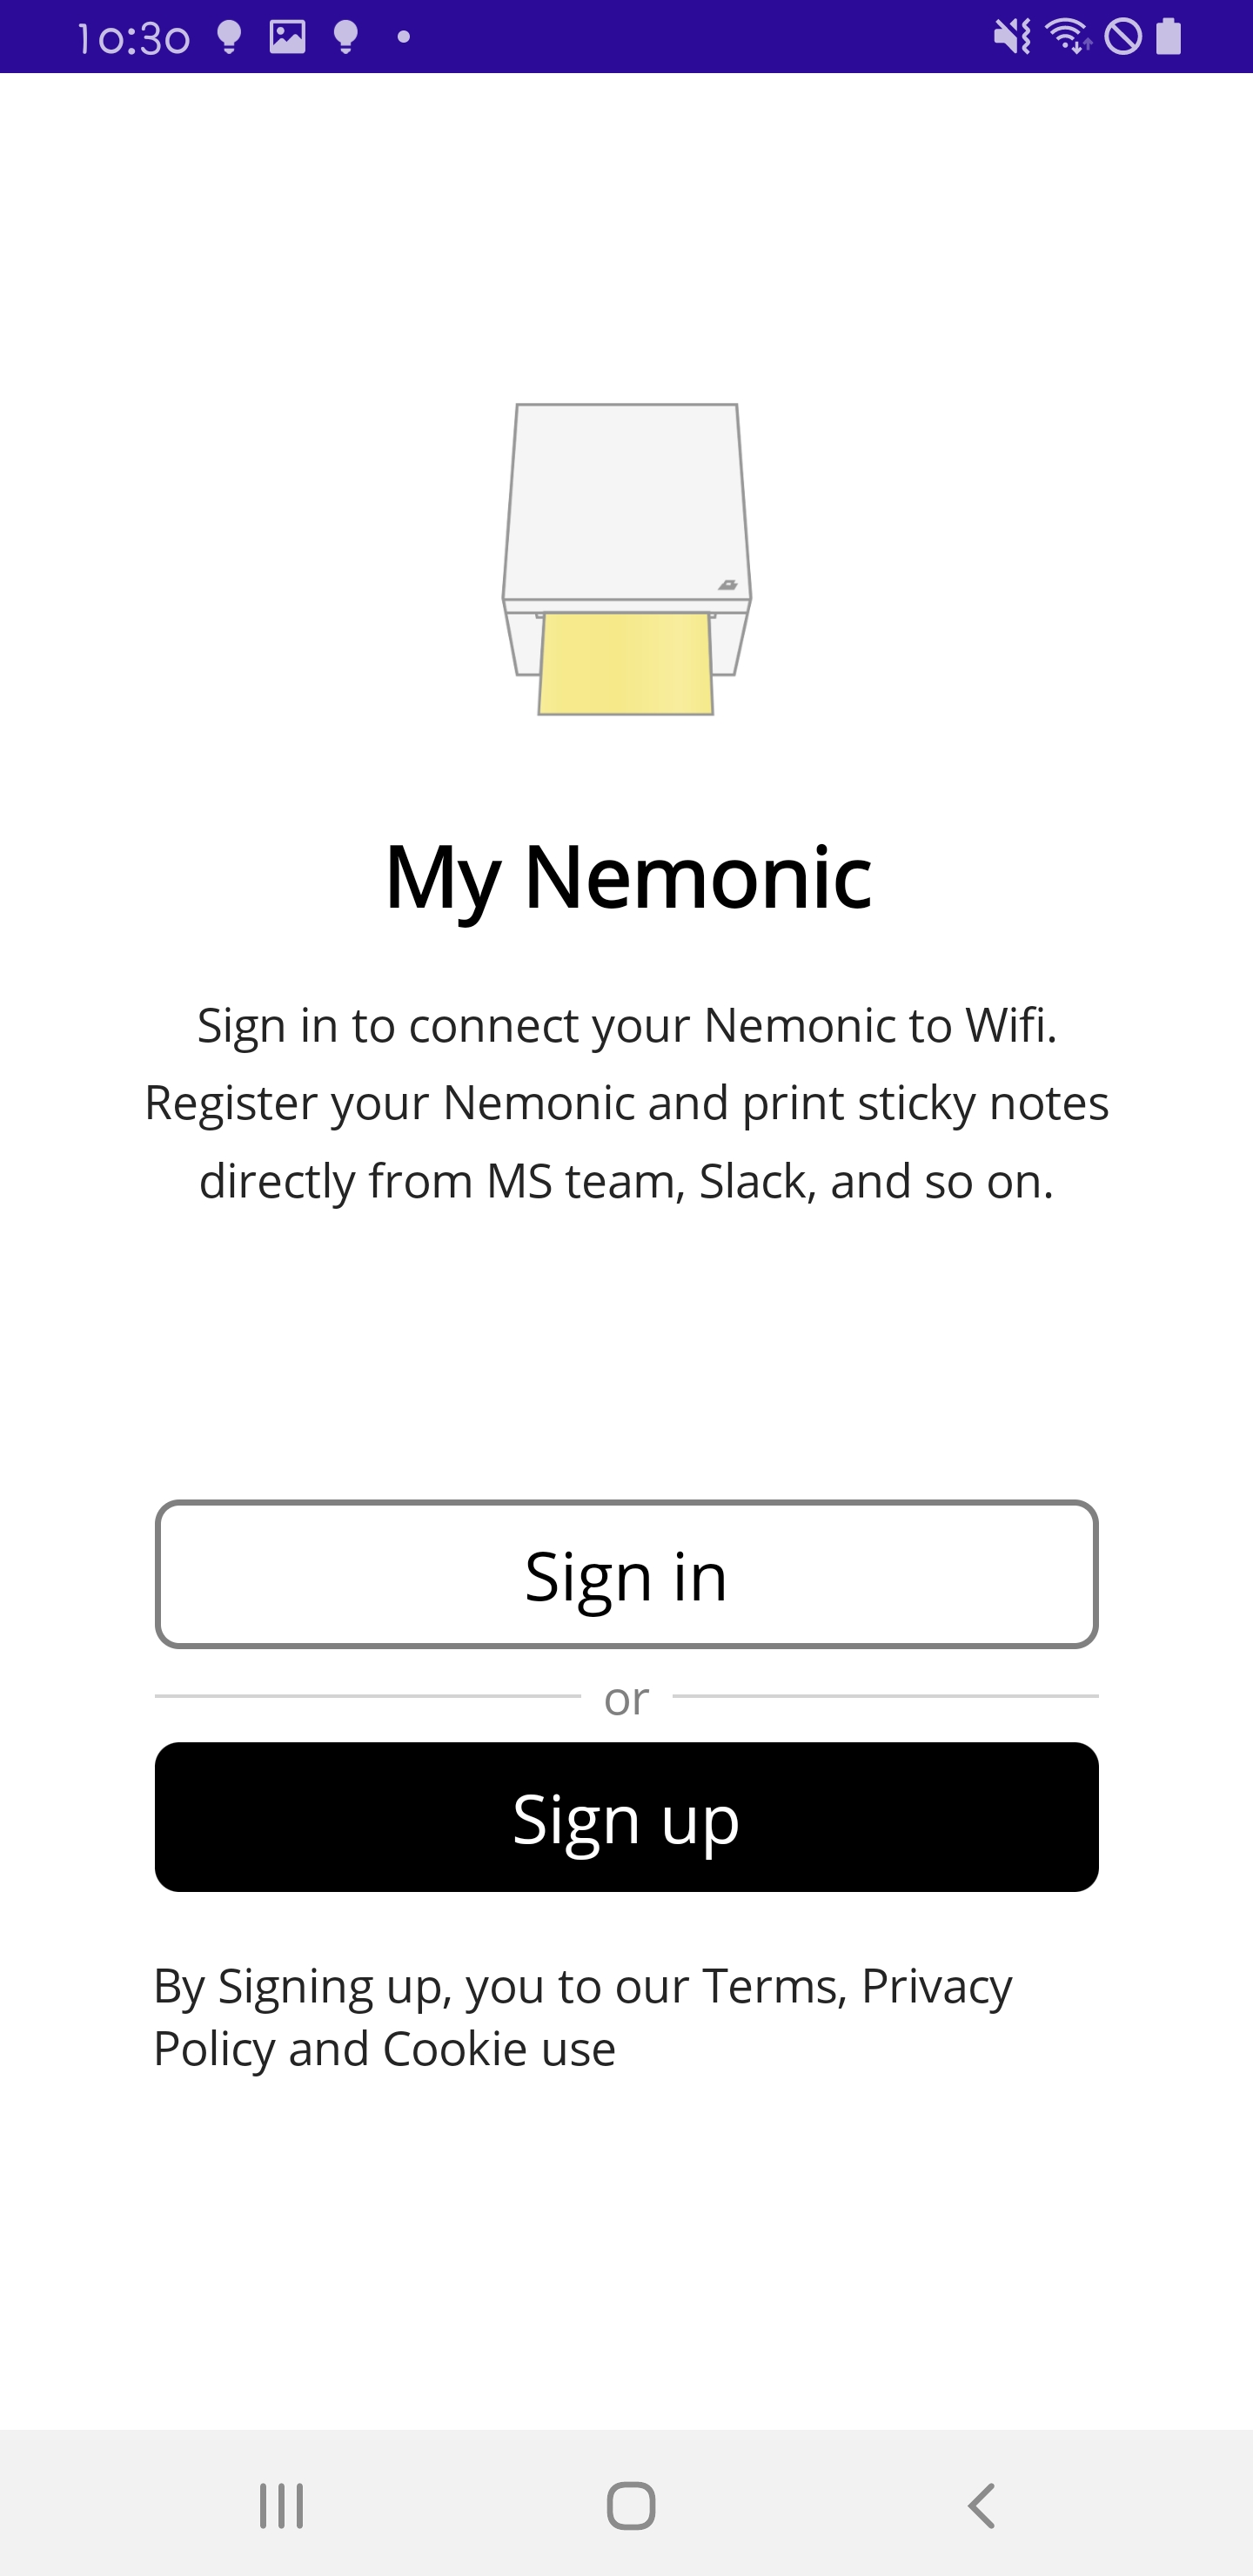 10:30
My Nemonic
Sign in to connect your Nemonic to Wifi.
Register your Nemonic and print sticky notes
directly from MS team, Slack, and so on.
Sign in
or
Sign up
By Signing up, you to our Terms, Privacy
Policy and Cookie use